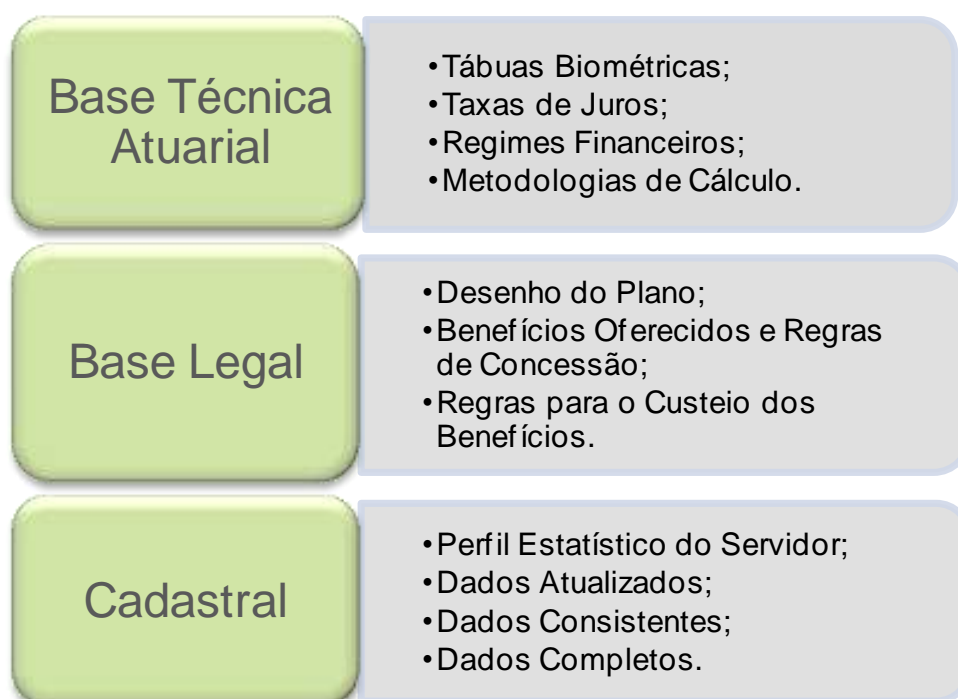 Base Técnica
Atuarial
•Tábuas Biométricas;
•Taxas de Juros;
•Regimes Financeiros;
•Metodologias de Cálculo.
Base Legal
•Desenho do Plano;
•Benefícios Oferecidos e Regras
de Concessão;
•Regras para o Custeio dos
Benefícios.
Cadastral
•Perfil Estatístico do Servidor;
•Dados Atualizados;
•Dados Consistentes;
•Dados Completos.